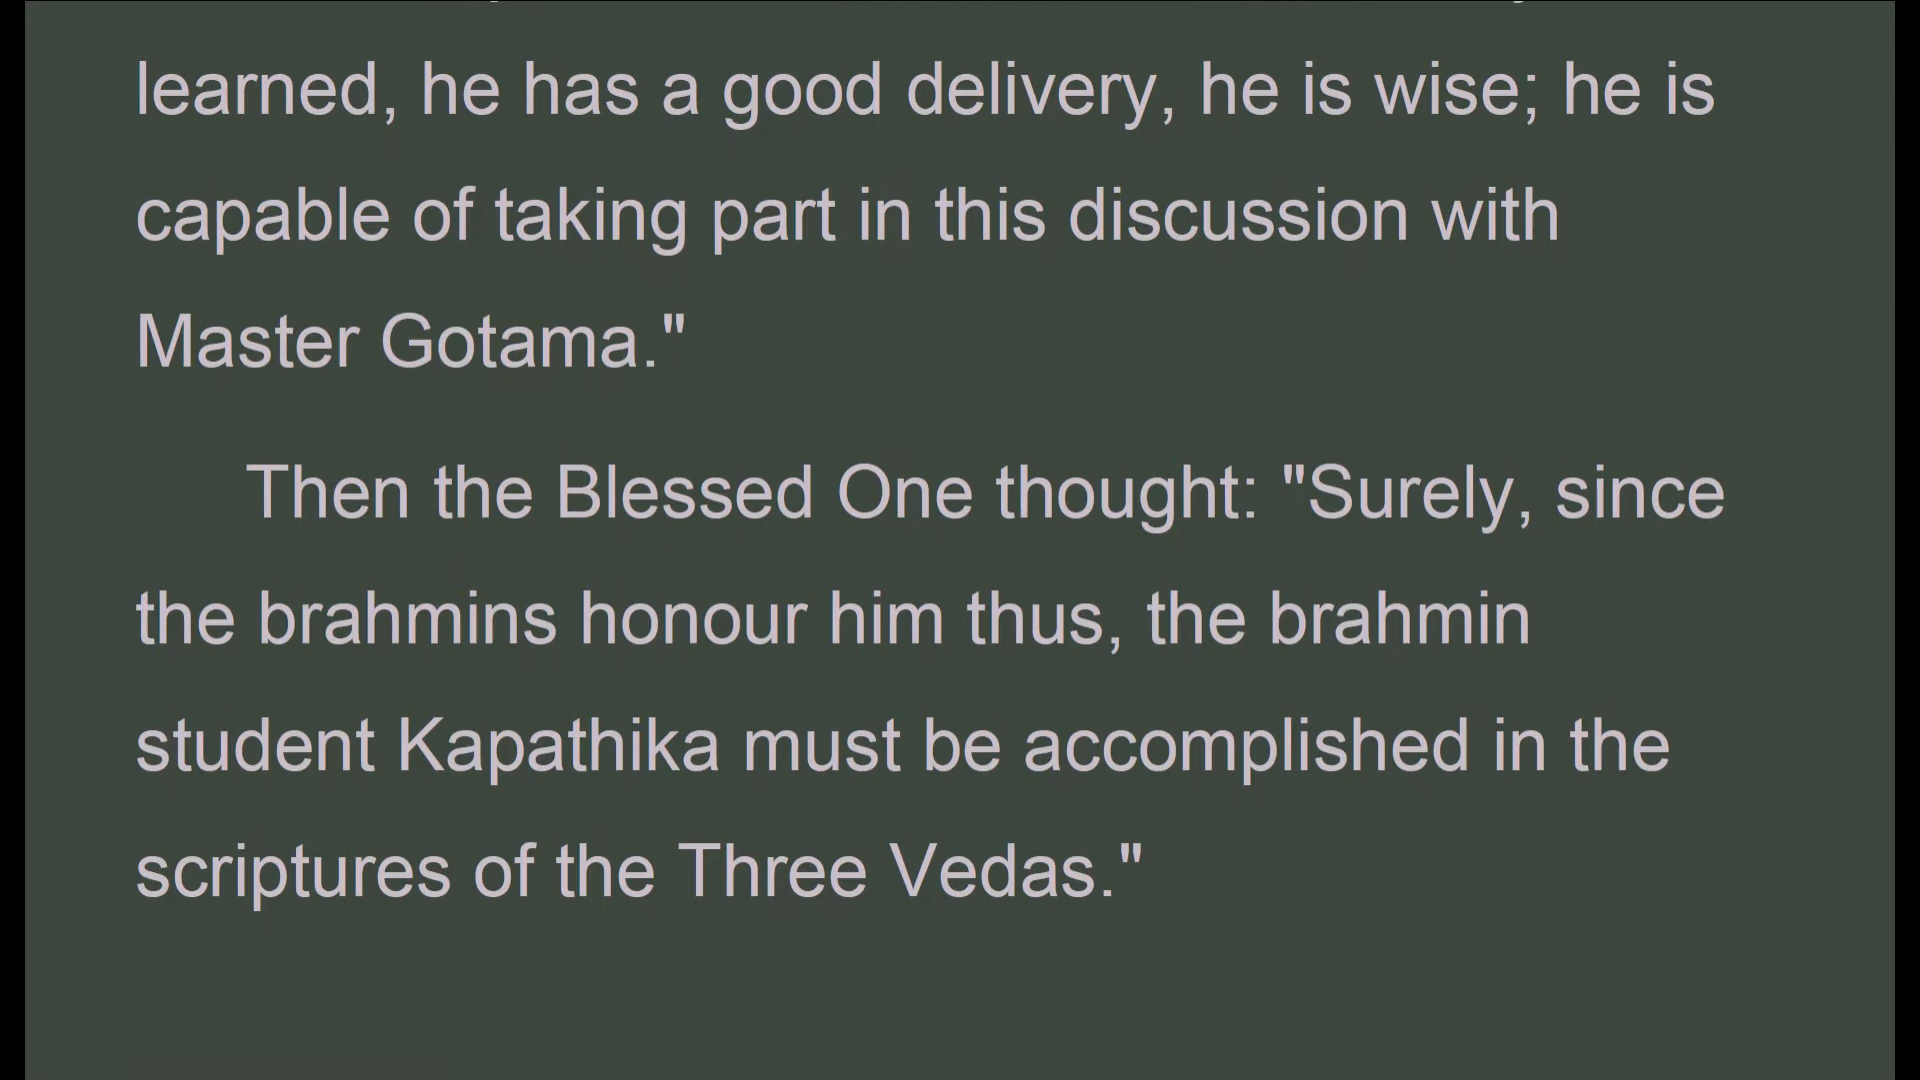 learned, he has a good delivery, he is wise; he is
capable of taking part in this discussion with
Master Gotama."
Then the Blessed One thought: "Surely, since
the brahmins honour him thus, the brahmin
student Kapathika must be accomplished in the
scriptures of the Three Vedas."